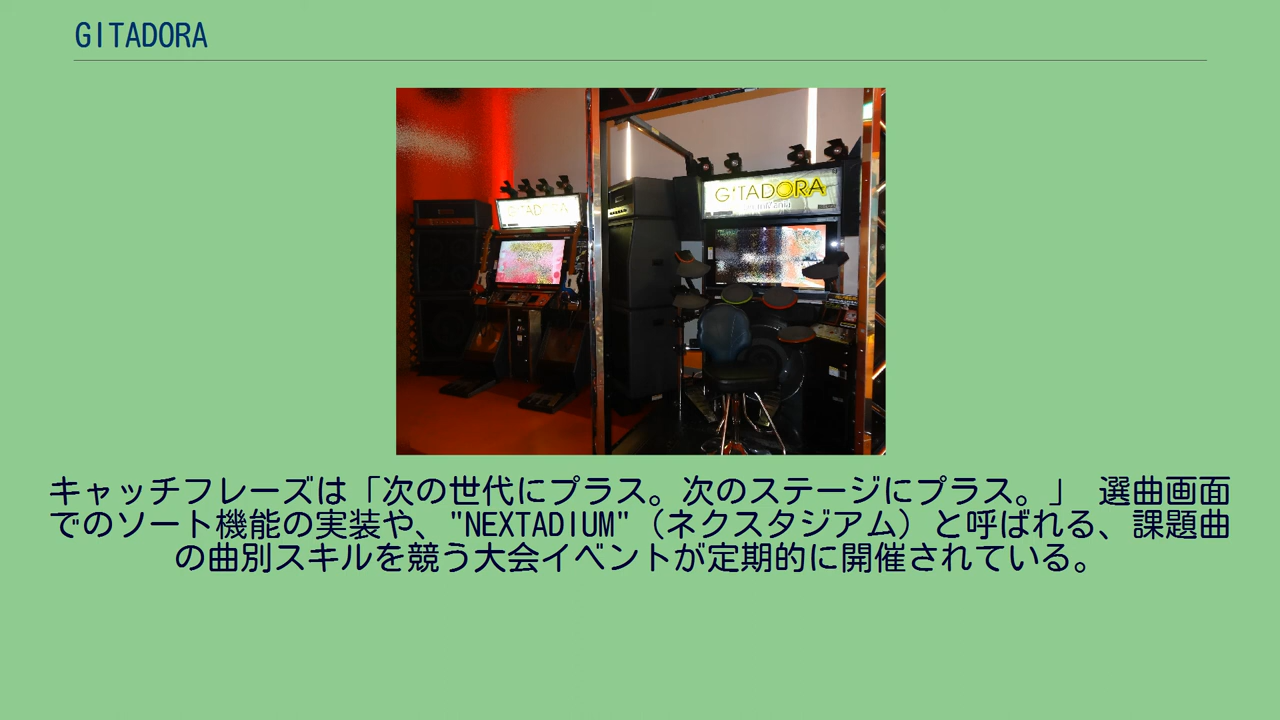 GITADORA
GITADORA
GITADORA
キャッチフレーズは「次の世代にプラス。次のステージにプラス。」 選曲画面
でのソート機能の実装や、"NEXTADIUM"（ネクスタジアム）と呼ばれる、課題曲
の曲別スキルを競う大会イベントが定期的に開催されている。